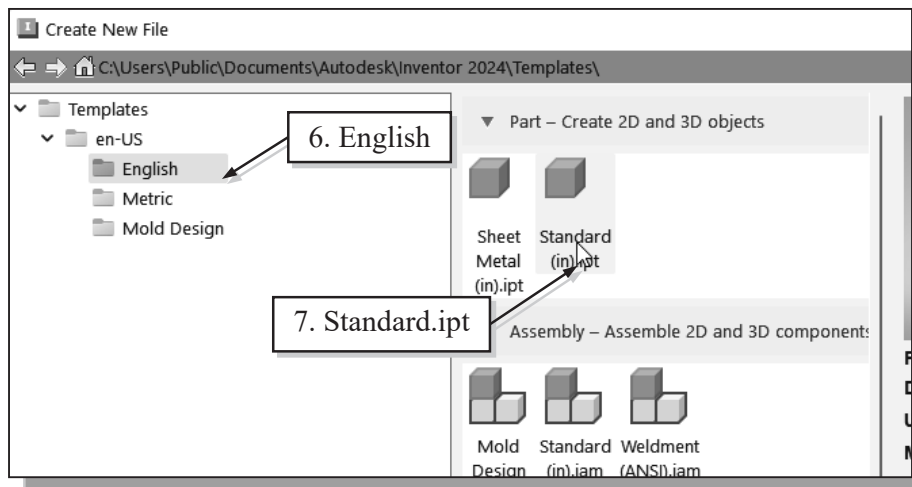 Create New File
C:\Users\Public\Documents\Autodesk\Inventor 2024\Templates\
Templates
en-US
English
Metric
Mold Design
6. English
Part – Create 2D and 3D objects
Sheet
Metal
(in).ipt
Standard
(in).ipt
7. Standard.ipt
Assembly – Assemble 2D and 3D components
Mold
Design
Standard
(in).iam
Weldment
(ANSI).iam